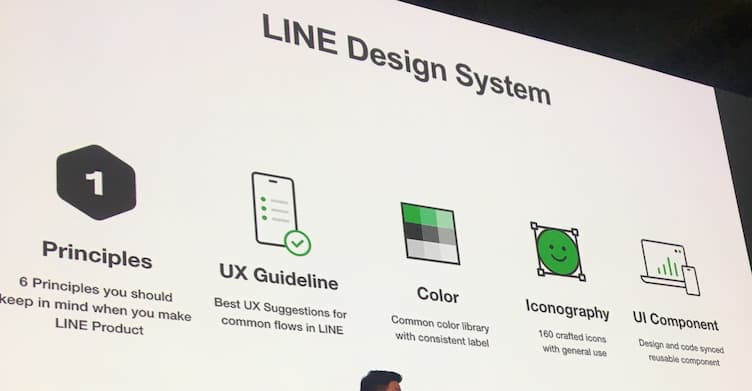 LINE Design System
1
Principles
6 Principles you should
keep in mind when you make
LINE Product
UX Guideline
Best UX Suggestions for
common flows in LINE
Color
Common color library
with consistent label
Iconography
160 crafted icons
with general use
UI Component
Design and code synced
reusable component